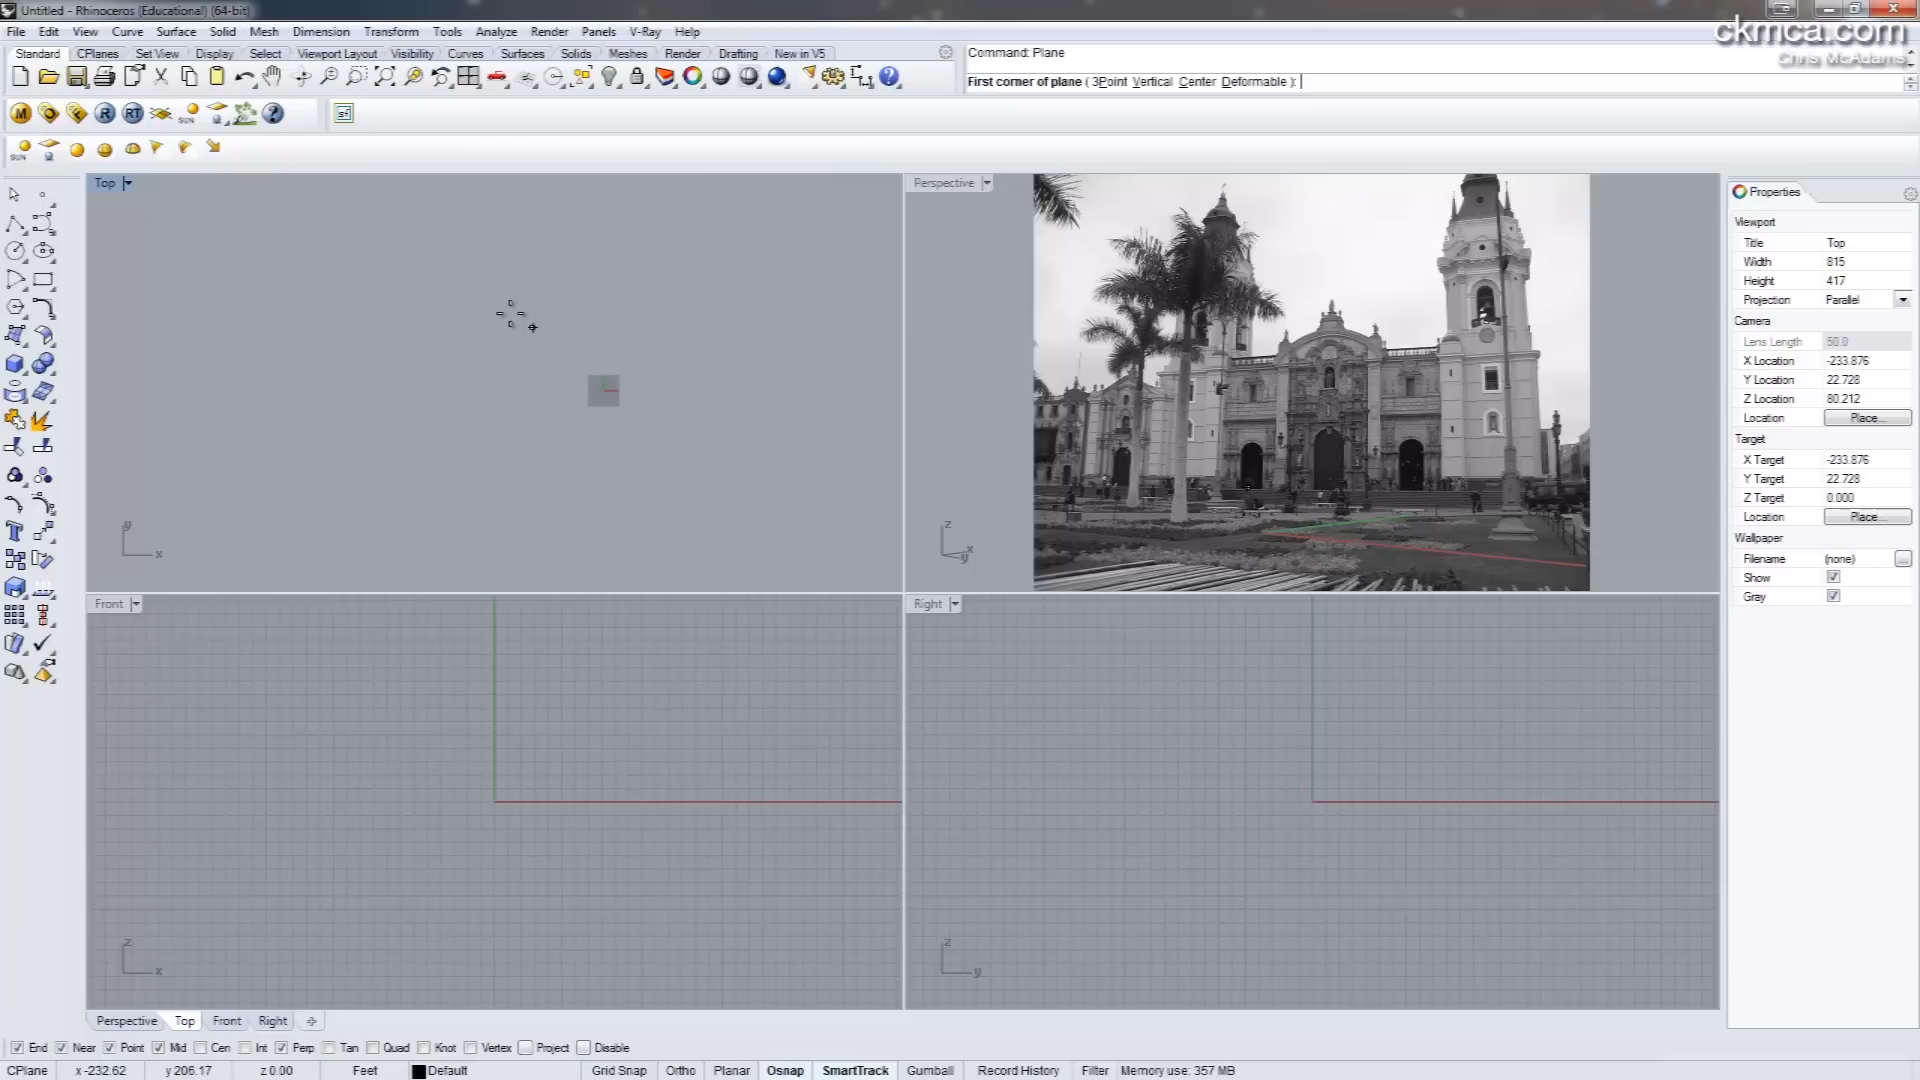 Untitled - Rhinoceros (Educational) (64-bit)
ckmca.com
Chris McAdams
File Edit View Curve Surface Solid Mesh Dimension Transform Tools Analyze Render Panels V-Ray Help
Standard CPlanes Set View Display Select Viewport Layout Visibility Curves Surfaces Solids Meshes Render Drafting New in V5
Command: Plane
First corner of plane ( 3Point Vertical Center Deformable ):
M R RT SUN
SUN
Top
Perspective
Properties
Viewport
Title Top
Width 815
Height 417
Projection Parallel
Camera
Lens Length 50.0
X Location -233.876
Y Location 22.728
Z Location 80.212
Location Place...
Target
X Target -233.876
Y Target 22.728
Z Target 0.000
Location Place...
Wallpaper
Filename (none) ...
Show
Gray
y x
z x y
Front
Right
z x
z y
Perspective Top Front Right
End Near Point Mid Cen Int Perp Tan Quad Knot Vertex Project Disable
CPlane x -232.62 y 206.17 z 0.00 Feet Default Grid Snap Ortho Planar Osnap SmartTrack Gumball Record History Filter Memory use: 357 MB